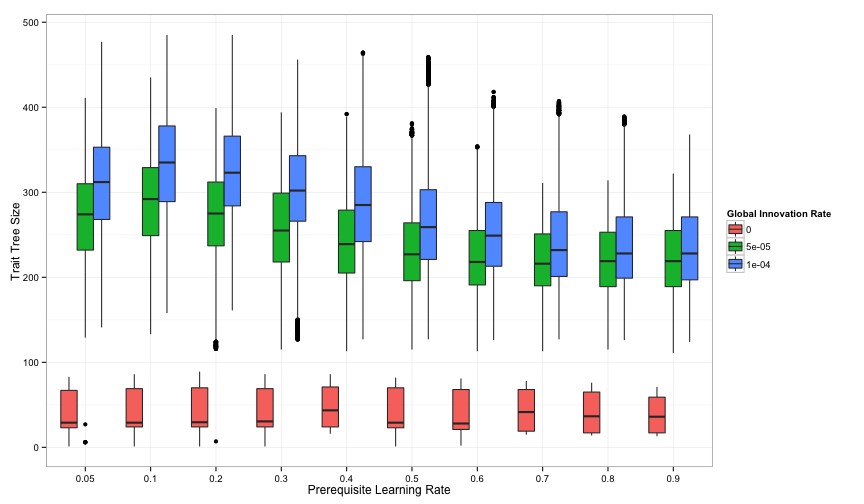 500
400
300
200
100
0
Trait Tree Size
0.05 0.1 0.2 0.3 0.4 0.5 0.6 0.7 0.8 0.9
Prerequisite Learning Rate
Global Innovation Rate
0
5e-05
1e-04